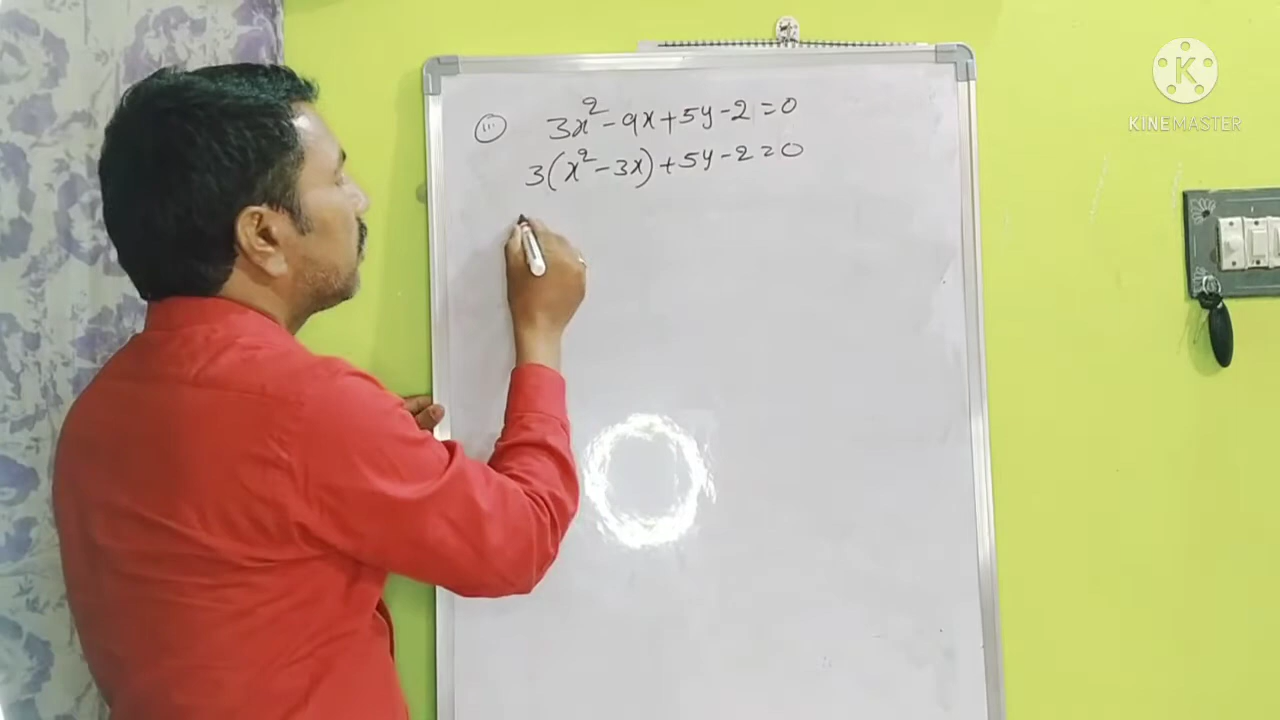 (iii) 3x² - 9x + 5y - 2 = 0
3(x² - 3x) + 5y - 2 = 0
K
KINEMASTER